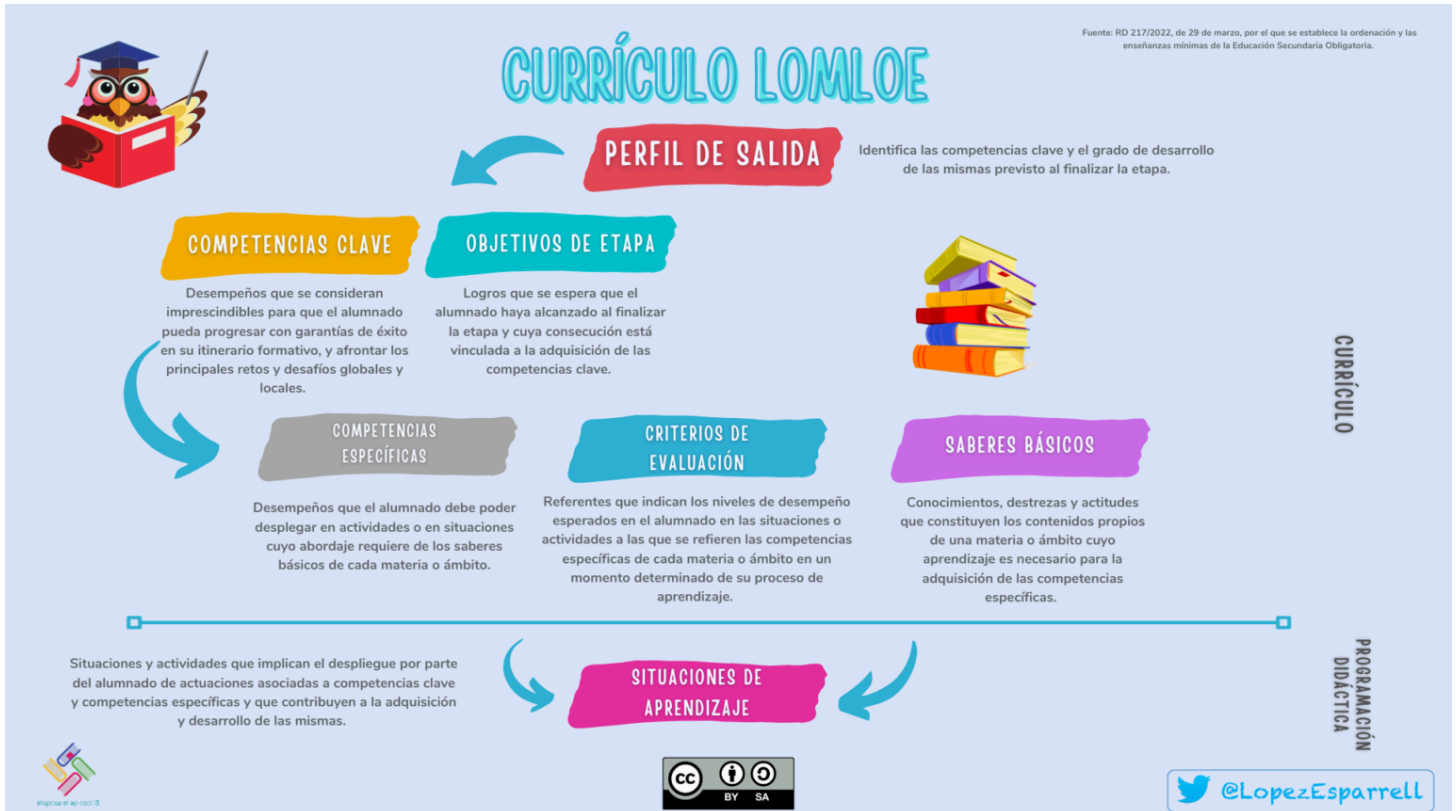 Fuente: RD 217/2022, de 29 de marzo, por el que se establece la ordenación y las
enseñanzas mínimas de la Educación Secundaria Obligatoria.
CURRÍCULO LOMLOE
PERFIL DE SALIDA
Identifica las competencias clave y el grado de desarrollo
de las mismas previsto al finalizar la etapa.
COMPETENCIAS CLAVE
Desempeños que se consideran
imprescindibles para que el alumnado
pueda progresar con garantías de éxito
en su itinerario formativo, y afrontar los
principales retos y desafíos globales y
locales.
OBJETIVOS DE ETAPA
Logros que se espera que el
alumnado haya alcanzado al finalizar
la etapa y cuya consecución está
vinculada a la adquisición de las
competencias clave.
CURRÍCULO
COMPETENCIAS
ESPECÍFICAS
Desempeños que el alumnado debe poder
desplegar en actividades o en situaciones
cuyo abordaje requiere de los saberes
básicos de cada materia o ámbito.
CRITERIOS DE
EVALUACIÓN
Referentes que indican los niveles de desempeño
esperados en el alumnado en las situaciones o
actividades a las que se refieren las competencias
específicas de cada materia o ámbito en un
momento determinado de su proceso de
aprendizaje.
SABERES BÁSICOS
Conocimientos, destrezas y actitudes
que constituyen los contenidos propios
de una materia o ámbito cuyo
aprendizaje es necesario para la
adquisición de las competencias
específicas.
Situaciones y actividades que implican el despliegue por parte
del alumnado de actuaciones asociadas a competencias clave
y competencias específicas y que contribuyen a la adquisición
y desarrollo de las mismas.
SITUACIONES DE
APRENDIZAJE
PROGRAMACIÓN
DIDÁCTICA
cc
BY SA
@LopezEsparrell